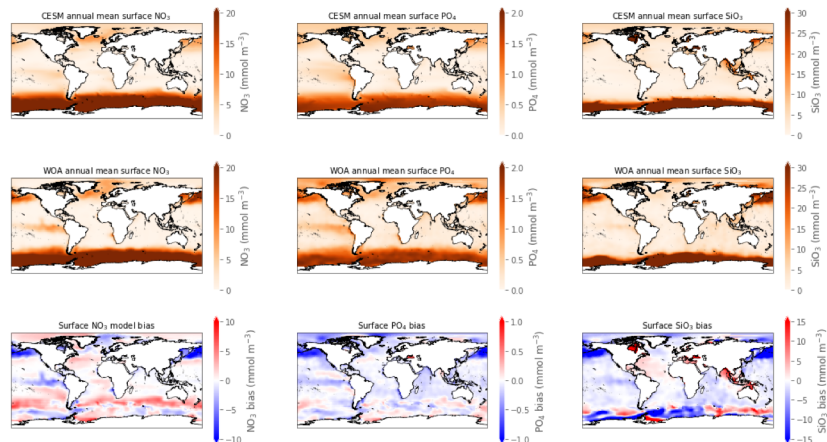 CESM annual mean surface NO₃
CESM annual mean surface PO₄
CESM annual mean surface SiO₃
20
15
10
5
0
NO₃ (mmol m⁻³)
2.0
1.5
1.0
0.5
0.0
PO₄ (mmol m⁻³)
30
25
20
15
10
5
0
SiO₃ (mmol m⁻³)
WOA annual mean surface NO₃
WOA annual mean surface PO₄
WOA annual mean surface SiO₃
20
15
10
5
0
NO₃ (mmol m⁻³)
2.0
1.5
1.0
0.5
0.0
PO₄ (mmol m⁻³)
30
25
20
15
10
5
0
SiO₃ (mmol m⁻³)
Surface NO₃ model bias
Surface PO₄ bias
Surface SiO₃ bias
10
5
0
−5
−10
NO₃ bias (mmol m⁻³)
1.0
0.5
0.0
−0.5
−1.0
PO₄ bias (mmol m⁻³)
15
10
5
0
−5
−10
−15
SiO₃ bias (mmol m⁻³)